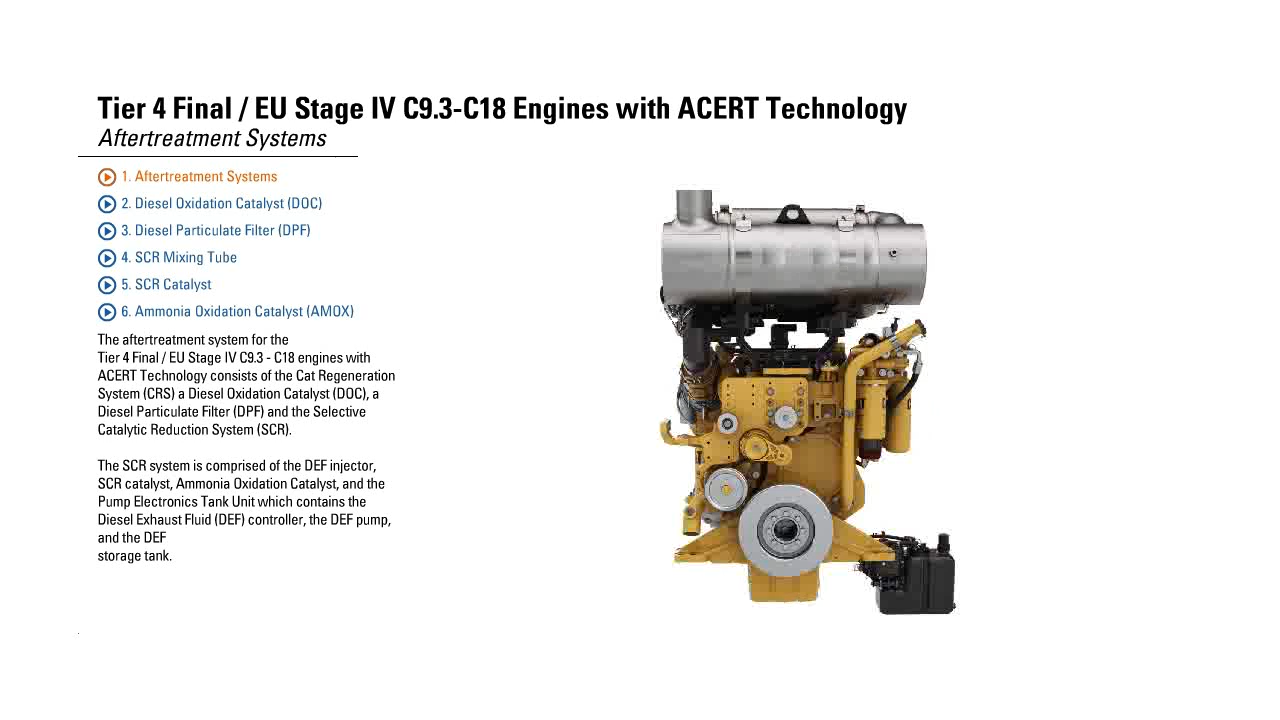 Tier 4 Final / EU Stage IV C9.3-C18 Engines with ACERT Technology
Aftertreatment Systems
1. Aftertreatment Systems
2. Diesel Oxidation Catalyst (DOC)
3. Diesel Particulate Filter (DPF)
4. SCR Mixing Tube
5. SCR Catalyst
6. Ammonia Oxidation Catalyst (AMOX)
The aftertreatment system for the
Tier 4 Final / EU Stage IV C9.3 - C18 engines with
ACERT Technology consists of the Cat Regeneration
System (CRS) a Diesel Oxidation Catalyst (DOC), a
Diesel Particulate Filter (DPF) and the Selective
Catalytic Reduction System (SCR).
The SCR system is comprised of the DEF injector,
SCR catalyst, Ammonia Oxidation Catalyst, and the
Pump Electronics Tank Unit which contains the
Diesel Exhaust Fluid (DEF) controller, the DEF pump,
and the DEF
storage tank.